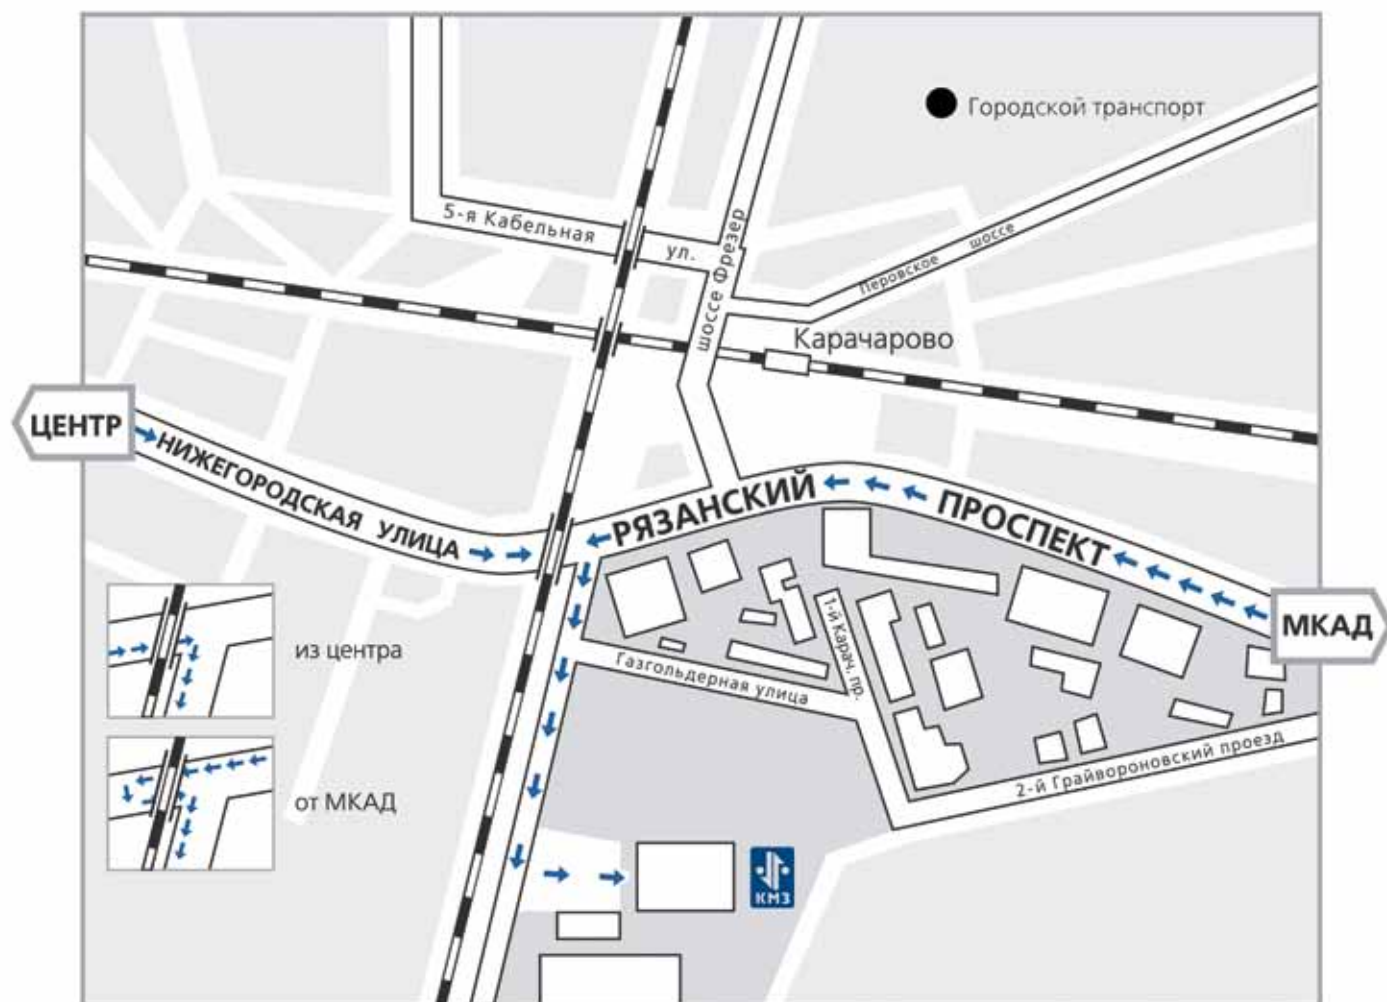 Городской транспорт
5-я Кабельная ул.
шоссе Фрезер
Перовское шоссе
Карачарово
ЦЕНТР
НИЖЕГОРОДСКАЯ УЛИЦА
РЯЗАНСКИЙ ПРОСПЕКТ
МКАД
из центра
Газгольдерная улица
1-й Карач. пр.
2-й Грайвороновский проезд
от МКАД
КМЗ